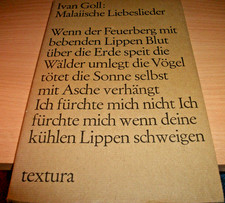 Ivan Goll:
Malaiische Liebeslieder
Wenn der Feuerberg mit
bebenden Lippen Blut
über die Erde speit die
Wälder umlegt die Vögel
tötet die Sonne selbst
mit Asche verhängt
Ich fürchte mich nicht Ich
fürchte mich wenn deine
kühlen Lippen schweigen
textura